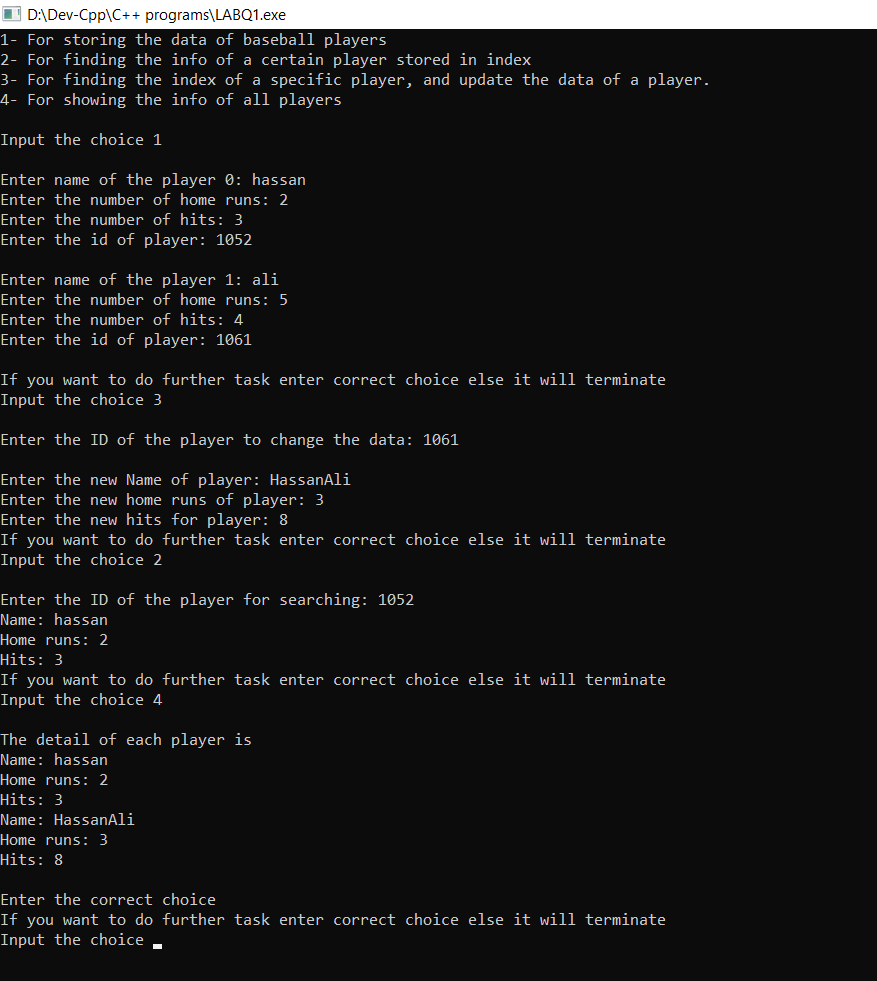 D:\Dev-Cpp\C++ programs\LABQ1.exe
1- For storing the data of baseball players
2- For finding the info of a certain player stored in index
3- For finding the index of a specific player, and update the data of a player.
4- For showing the info of all players
Input the choice 1
Enter name of the player 0: hassan
Enter the number of home runs: 2
Enter the number of hits: 3
Enter the id of player: 1052
Enter name of the player 1: ali
Enter the number of home runs: 5
Enter the number of hits: 4
Enter the id of player: 1061
If you want to do further task enter correct choice else it will terminate
Input the choice 3
Enter the ID of the player to change the data: 1061
Enter the new Name of player: HassanAli
Enter the new home runs of player: 3
Enter the new hits for player: 8
If you want to do further task enter correct choice else it will terminate
Input the choice 2
Enter the ID of the player for searching: 1052
Name: hassan
Home runs: 2
Hits: 3
If you want to do further task enter correct choice else it will terminate
Input the choice 4
The detail of each player is
Name: hassan
Home runs: 2
Hits: 3
Name: HassanAli
Home runs: 3
Hits: 8
Enter the correct choice
If you want to do further task enter correct choice else it will terminate
Input the choice